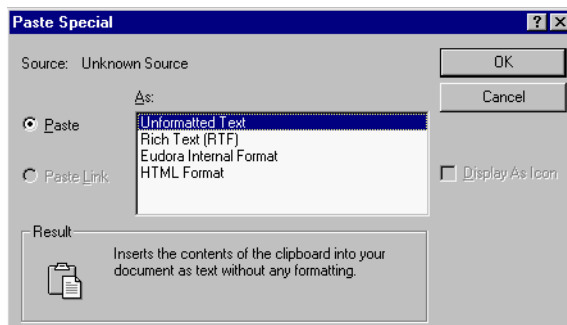 Paste Special
Source: Unknown Source
OK
As:
Cancel
Paste
Unformatted Text
Rich Text (RTF)
Eudora Internal Format
HTML Format
Paste Link
Display As Icon
Result
Inserts the contents of the clipboard into your
document as text without any formatting.